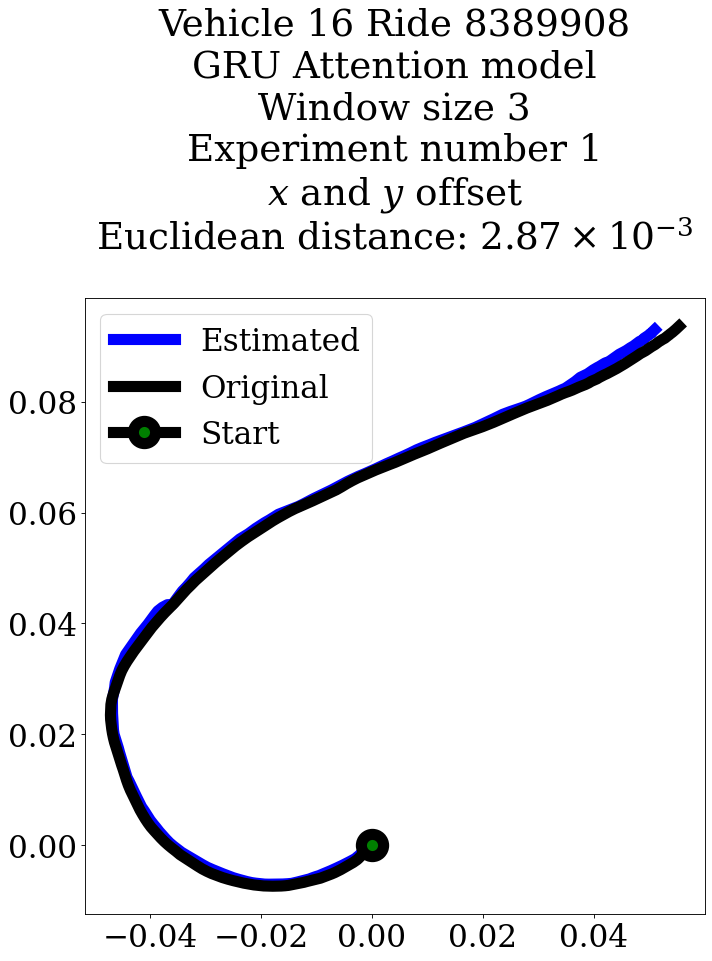 Vehicle 16 Ride 8389908
GRU Attention model
Window size 3
Experiment number 1
x and y offset
Euclidean distance: 2.87 × 10⁻³
Estimated
Original
Start
0.08
0.06
0.04
0.02
0.00
−0.04 −0.02 0.00 0.02 0.04